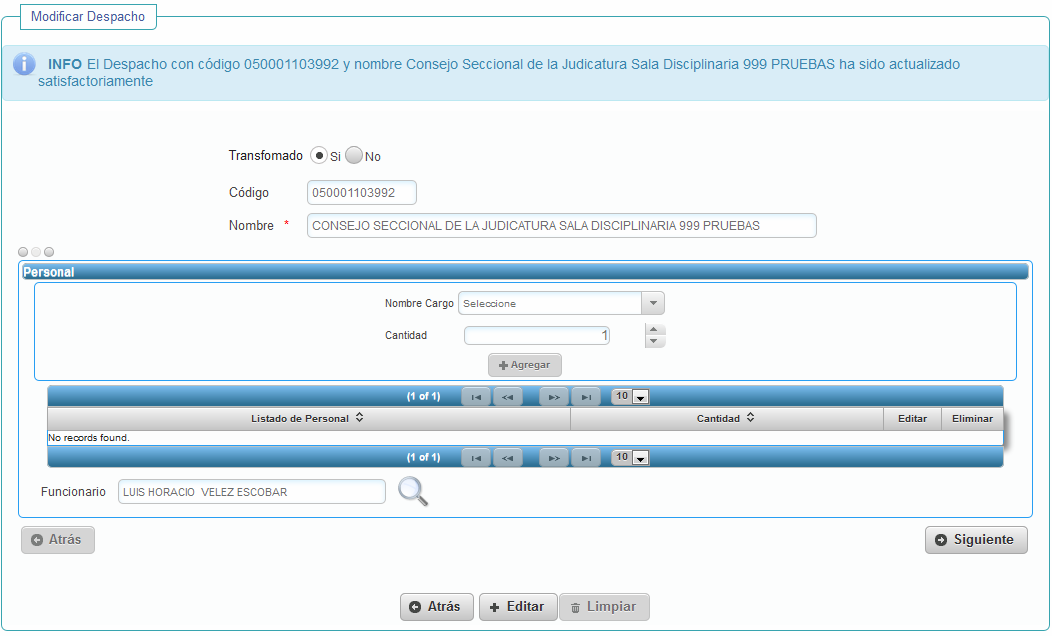 Modificar Despacho
INFO El Despacho con código 050001103992 y nombre Consejo Seccional de la Judicatura Sala Disciplinaria 999 PRUEBAS ha sido actualizado
satisfactoriamente
Transfomado Si No
Código 050001103992
Nombre * CONSEJO SECCIONAL DE LA JUDICATURA SALA DISCIPLINARIA 999 PRUEBAS
Personal
Nombre Cargo Seleccione
Cantidad 1
Agregar
(1 of 1) 10
Listado de Personal Cantidad Editar Eliminar
No records found.
(1 of 1) 10
Funcionario LUIS HORACIO VELEZ ESCOBAR
Atrás Siguiente
Atrás Editar Limpiar